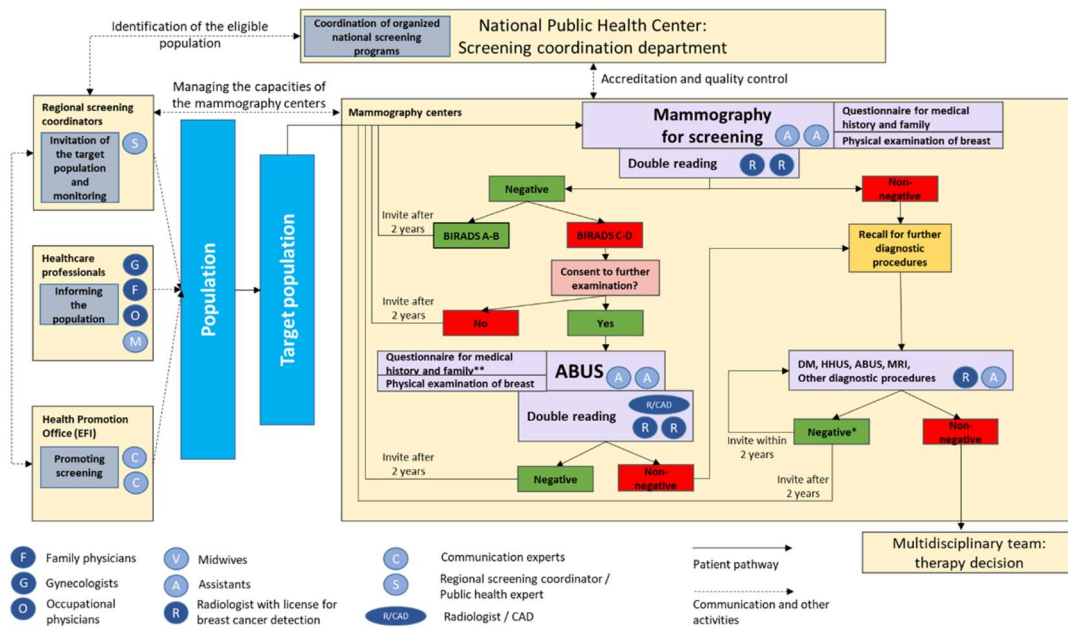 Identification of the eligible
population
Coordination of organized
national screening
programs
National Public Health Center:
Screening coordination department
Managing the capacities of
the mammography centers
Accreditation and quality control
Regional screening
coordinators
Invitation of
the target
population
and
monitoring
S
Healthcare
professionals
Informing
the
population
G
F
O
M
Health Promotion
Office (EFI)
Promoting
screening
C
C
Population
Target population
Mammography centers
Mammography
for screening
A
A
Questionnaire for medical
history and family
Physical examination of breast
Double reading
R
R
Negative
Non-
negative
Invite after
2 years
BIRADS A-B
BIRADS C-D
Recall for further
diagnostic
procedures
Consent to further
examination?
Invite after
2 years
No
Yes
Questionnaire for medical
history and family**
Physical examination of breast
ABUS
A
A
Double reading
R/CAD
R
R
DM, HHUS, ABUS, MRI,
Other diagnostic procedures
R
A
Invite after
2 years
Negative
Non-
negative
Invite within
2 years
Negative*
Non-
negative
Invite after
2 years
Multidisciplinary team:
therapy decision
F
Family physicians
G
Gynecologists
O
Occupational
physicians
V
Midwives
A
Assistants
R
Radiologist with license for
breast cancer detection
C
Communication experts
S
Regional screening coordinator /
Public health expert
R/CAD
Radiologist / CAD
Patient pathway
Communication and other
activities